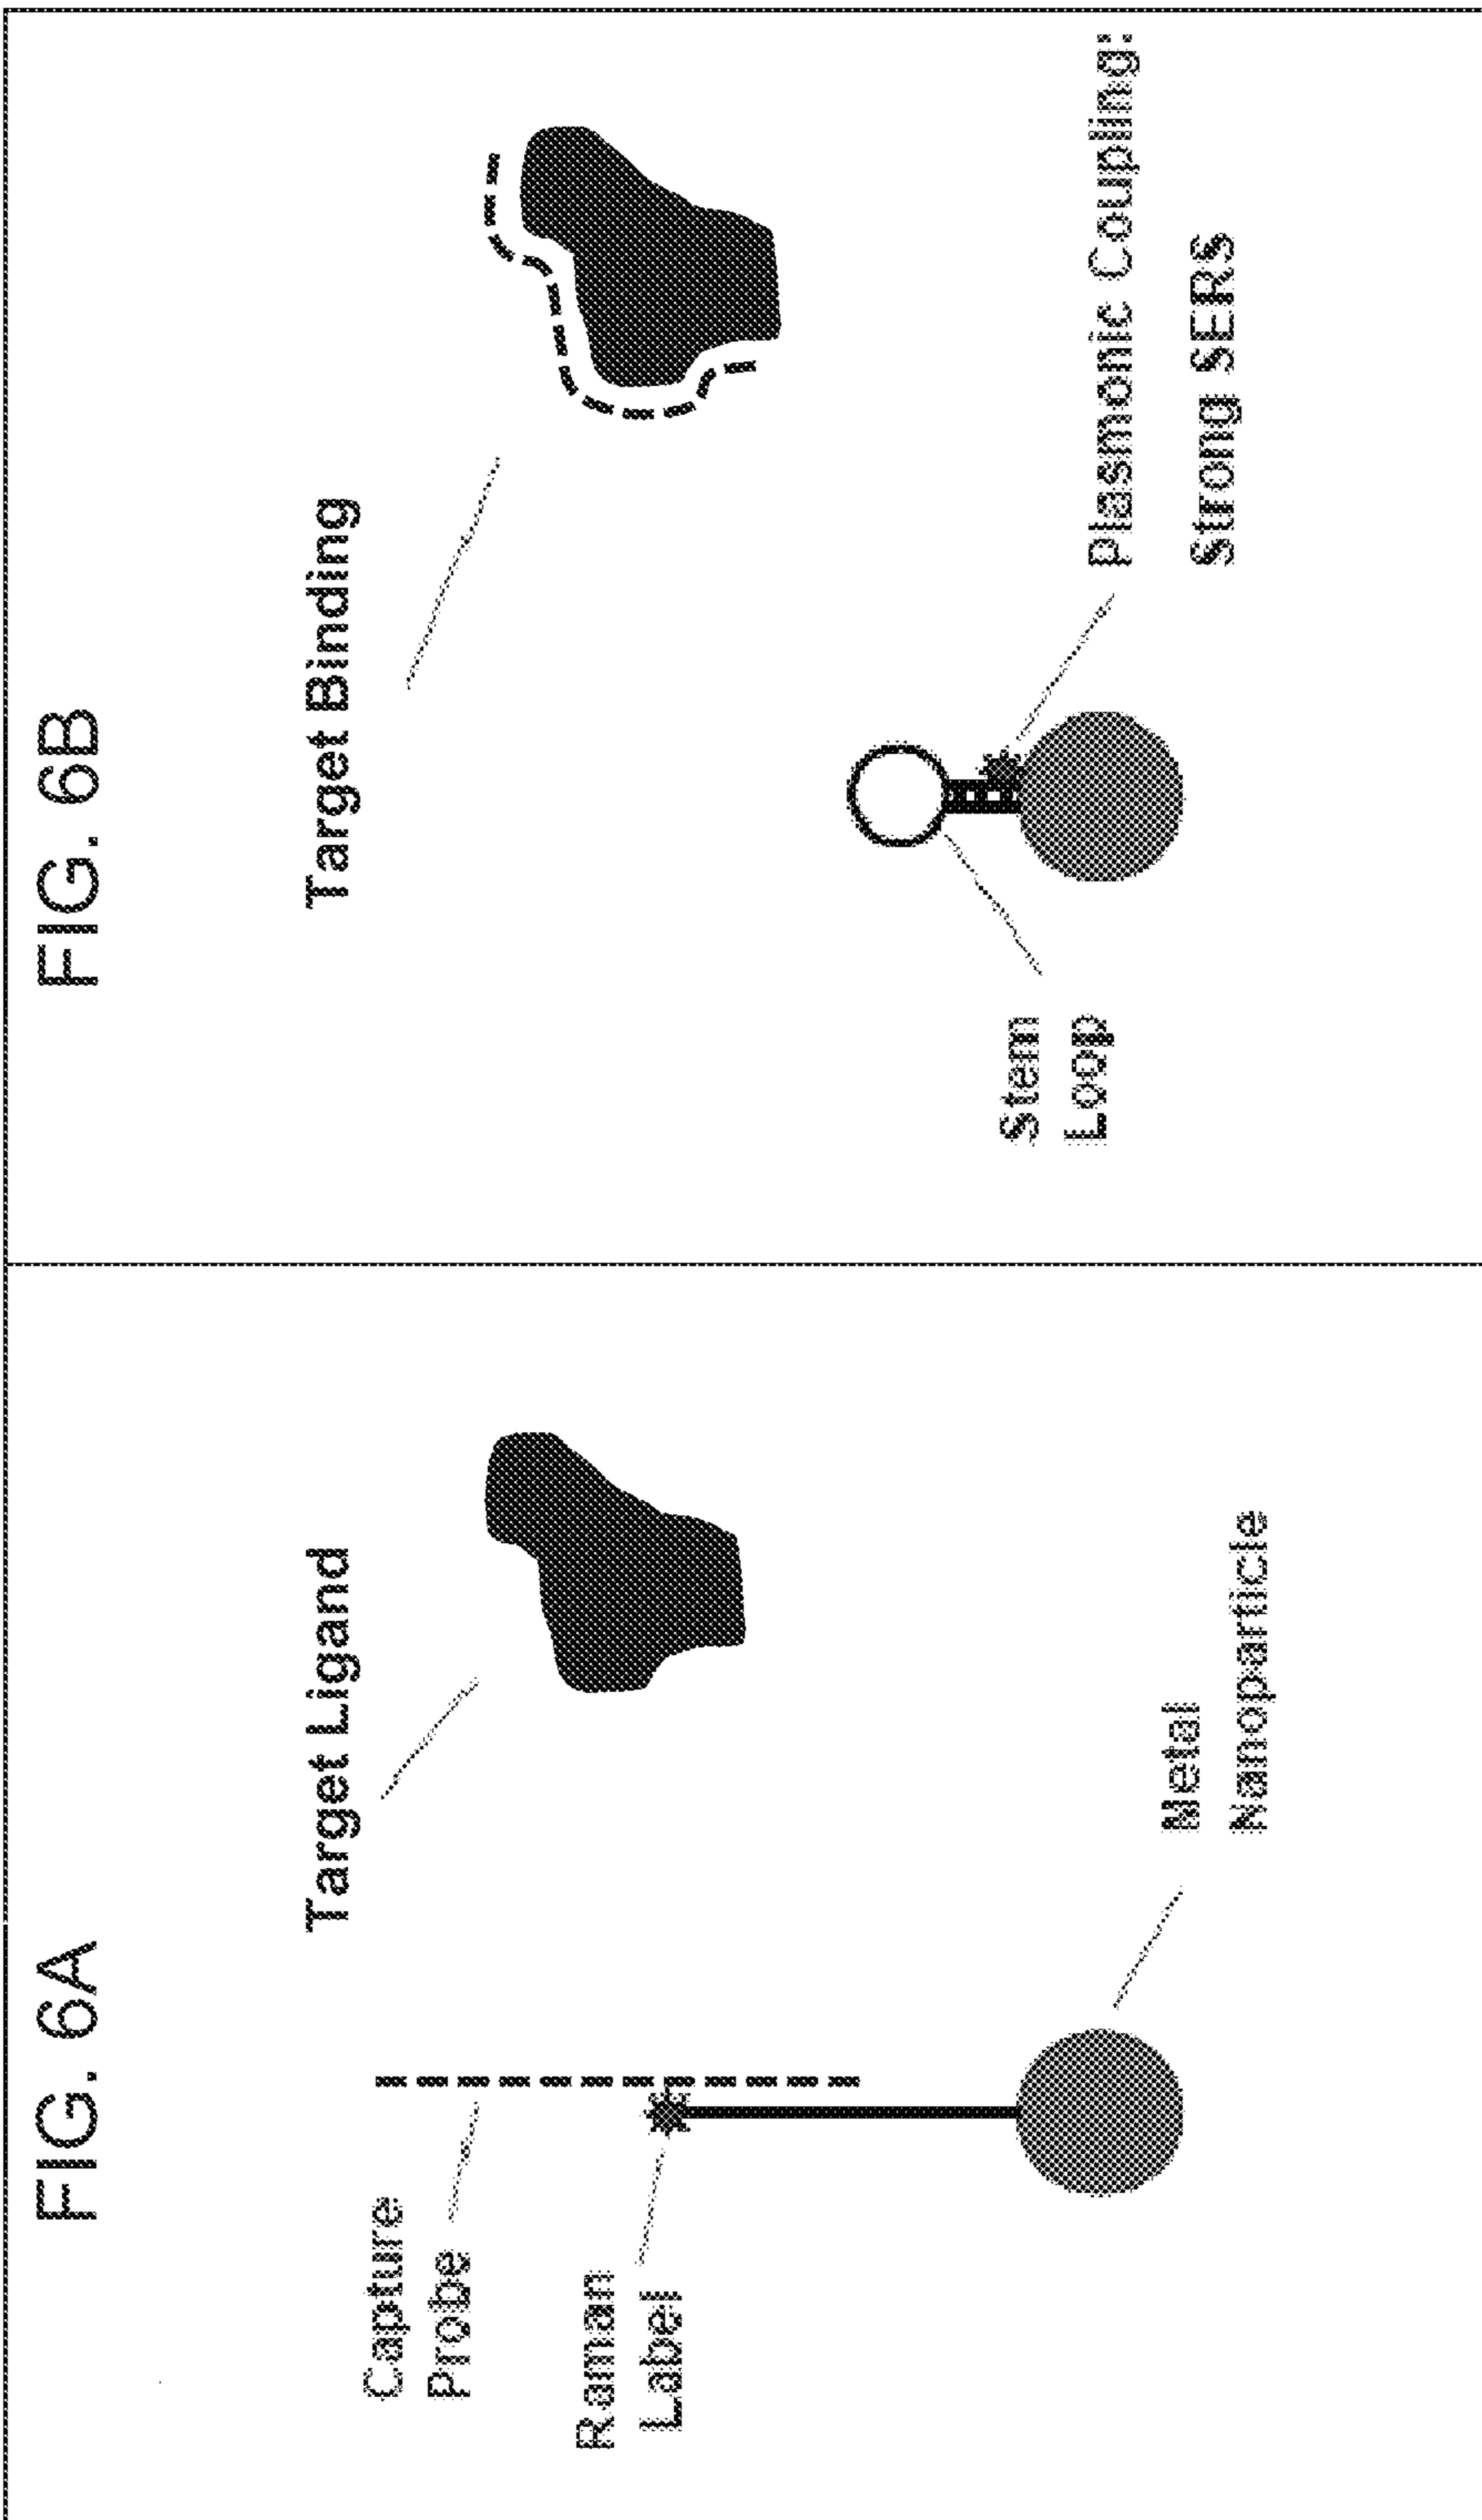 FIG. 6A
Target Ligand
Capture
Probe
Raman
Label
Metal
Nanoparticle
FIG. 6B
Target Binding
Stem
Loop
Plasmonic Coupling:
Strong SERS